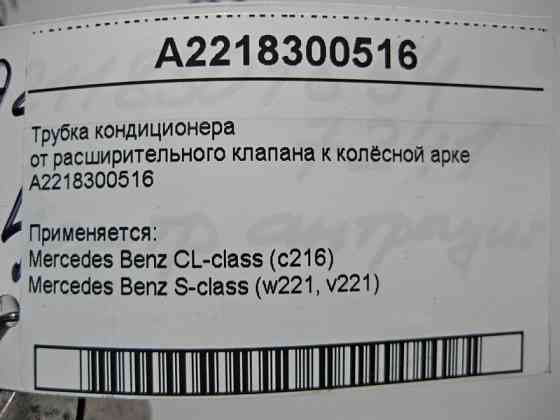 A2218300516
Трубка кондиционера
от расширительного клапана к колёсной арке
A2218300516
Применяется:
Mercedes Benz CL-class (c216)
Mercedes Benz S-class (w221, v221)